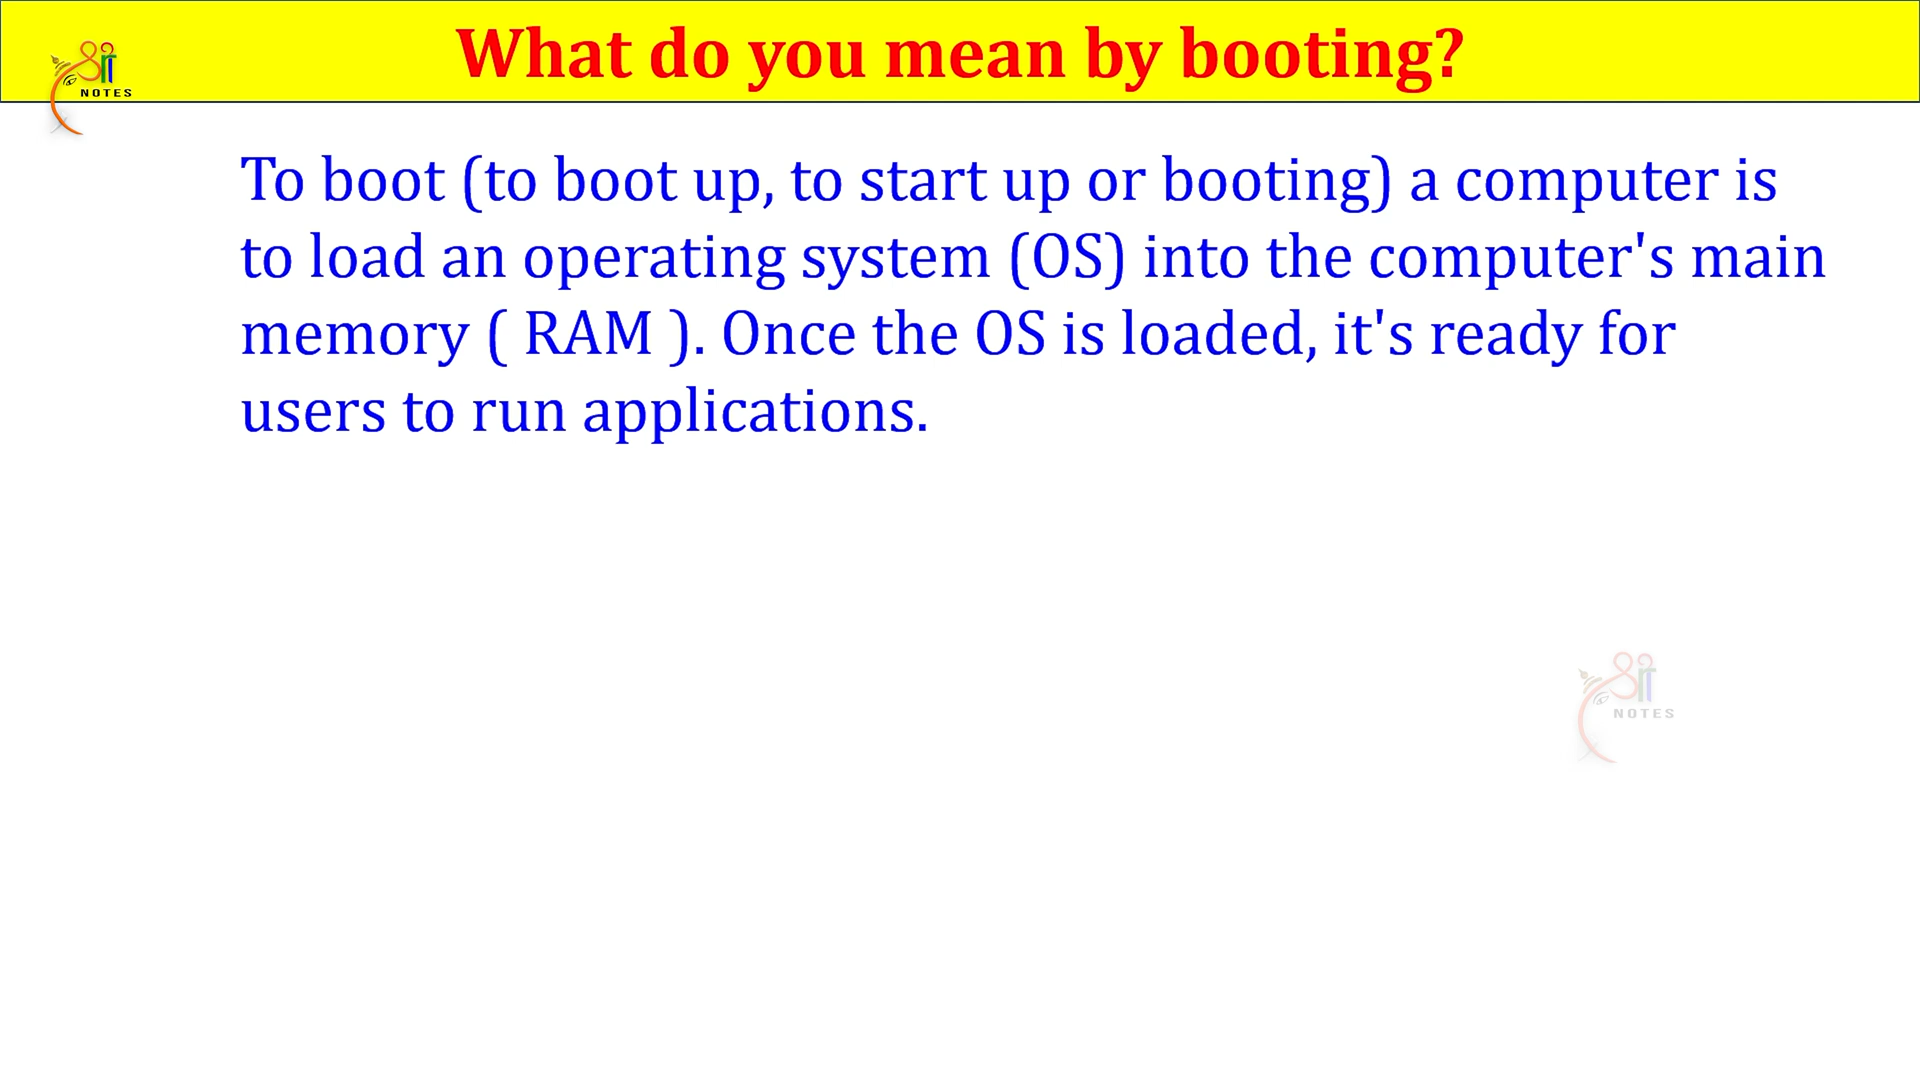 What do you mean by booting?
NOTES
To boot (to boot up, to start up or booting) a computer is
to load an operating system (OS) into the computer's main
memory ( RAM ). Once the OS is loaded, it's ready for
users to run applications.
NOTES